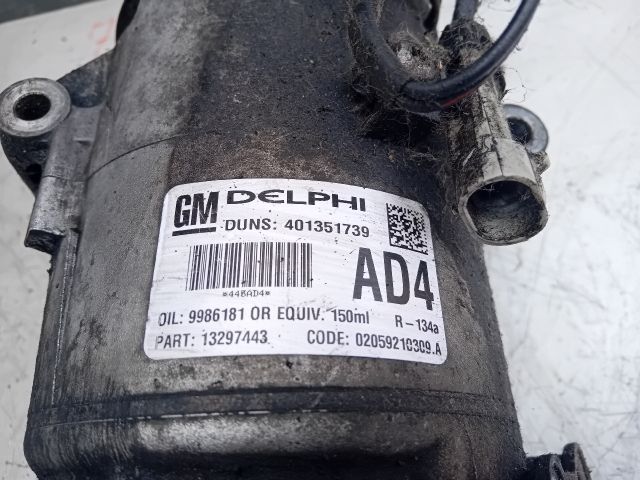 GM DELPHI
DUNS: 401351739
*44BAD4*
AD4
OIL: 9986181 OR EQUIV. 150ml R-134a
PART: 13297443 CODE: 02059210309.A